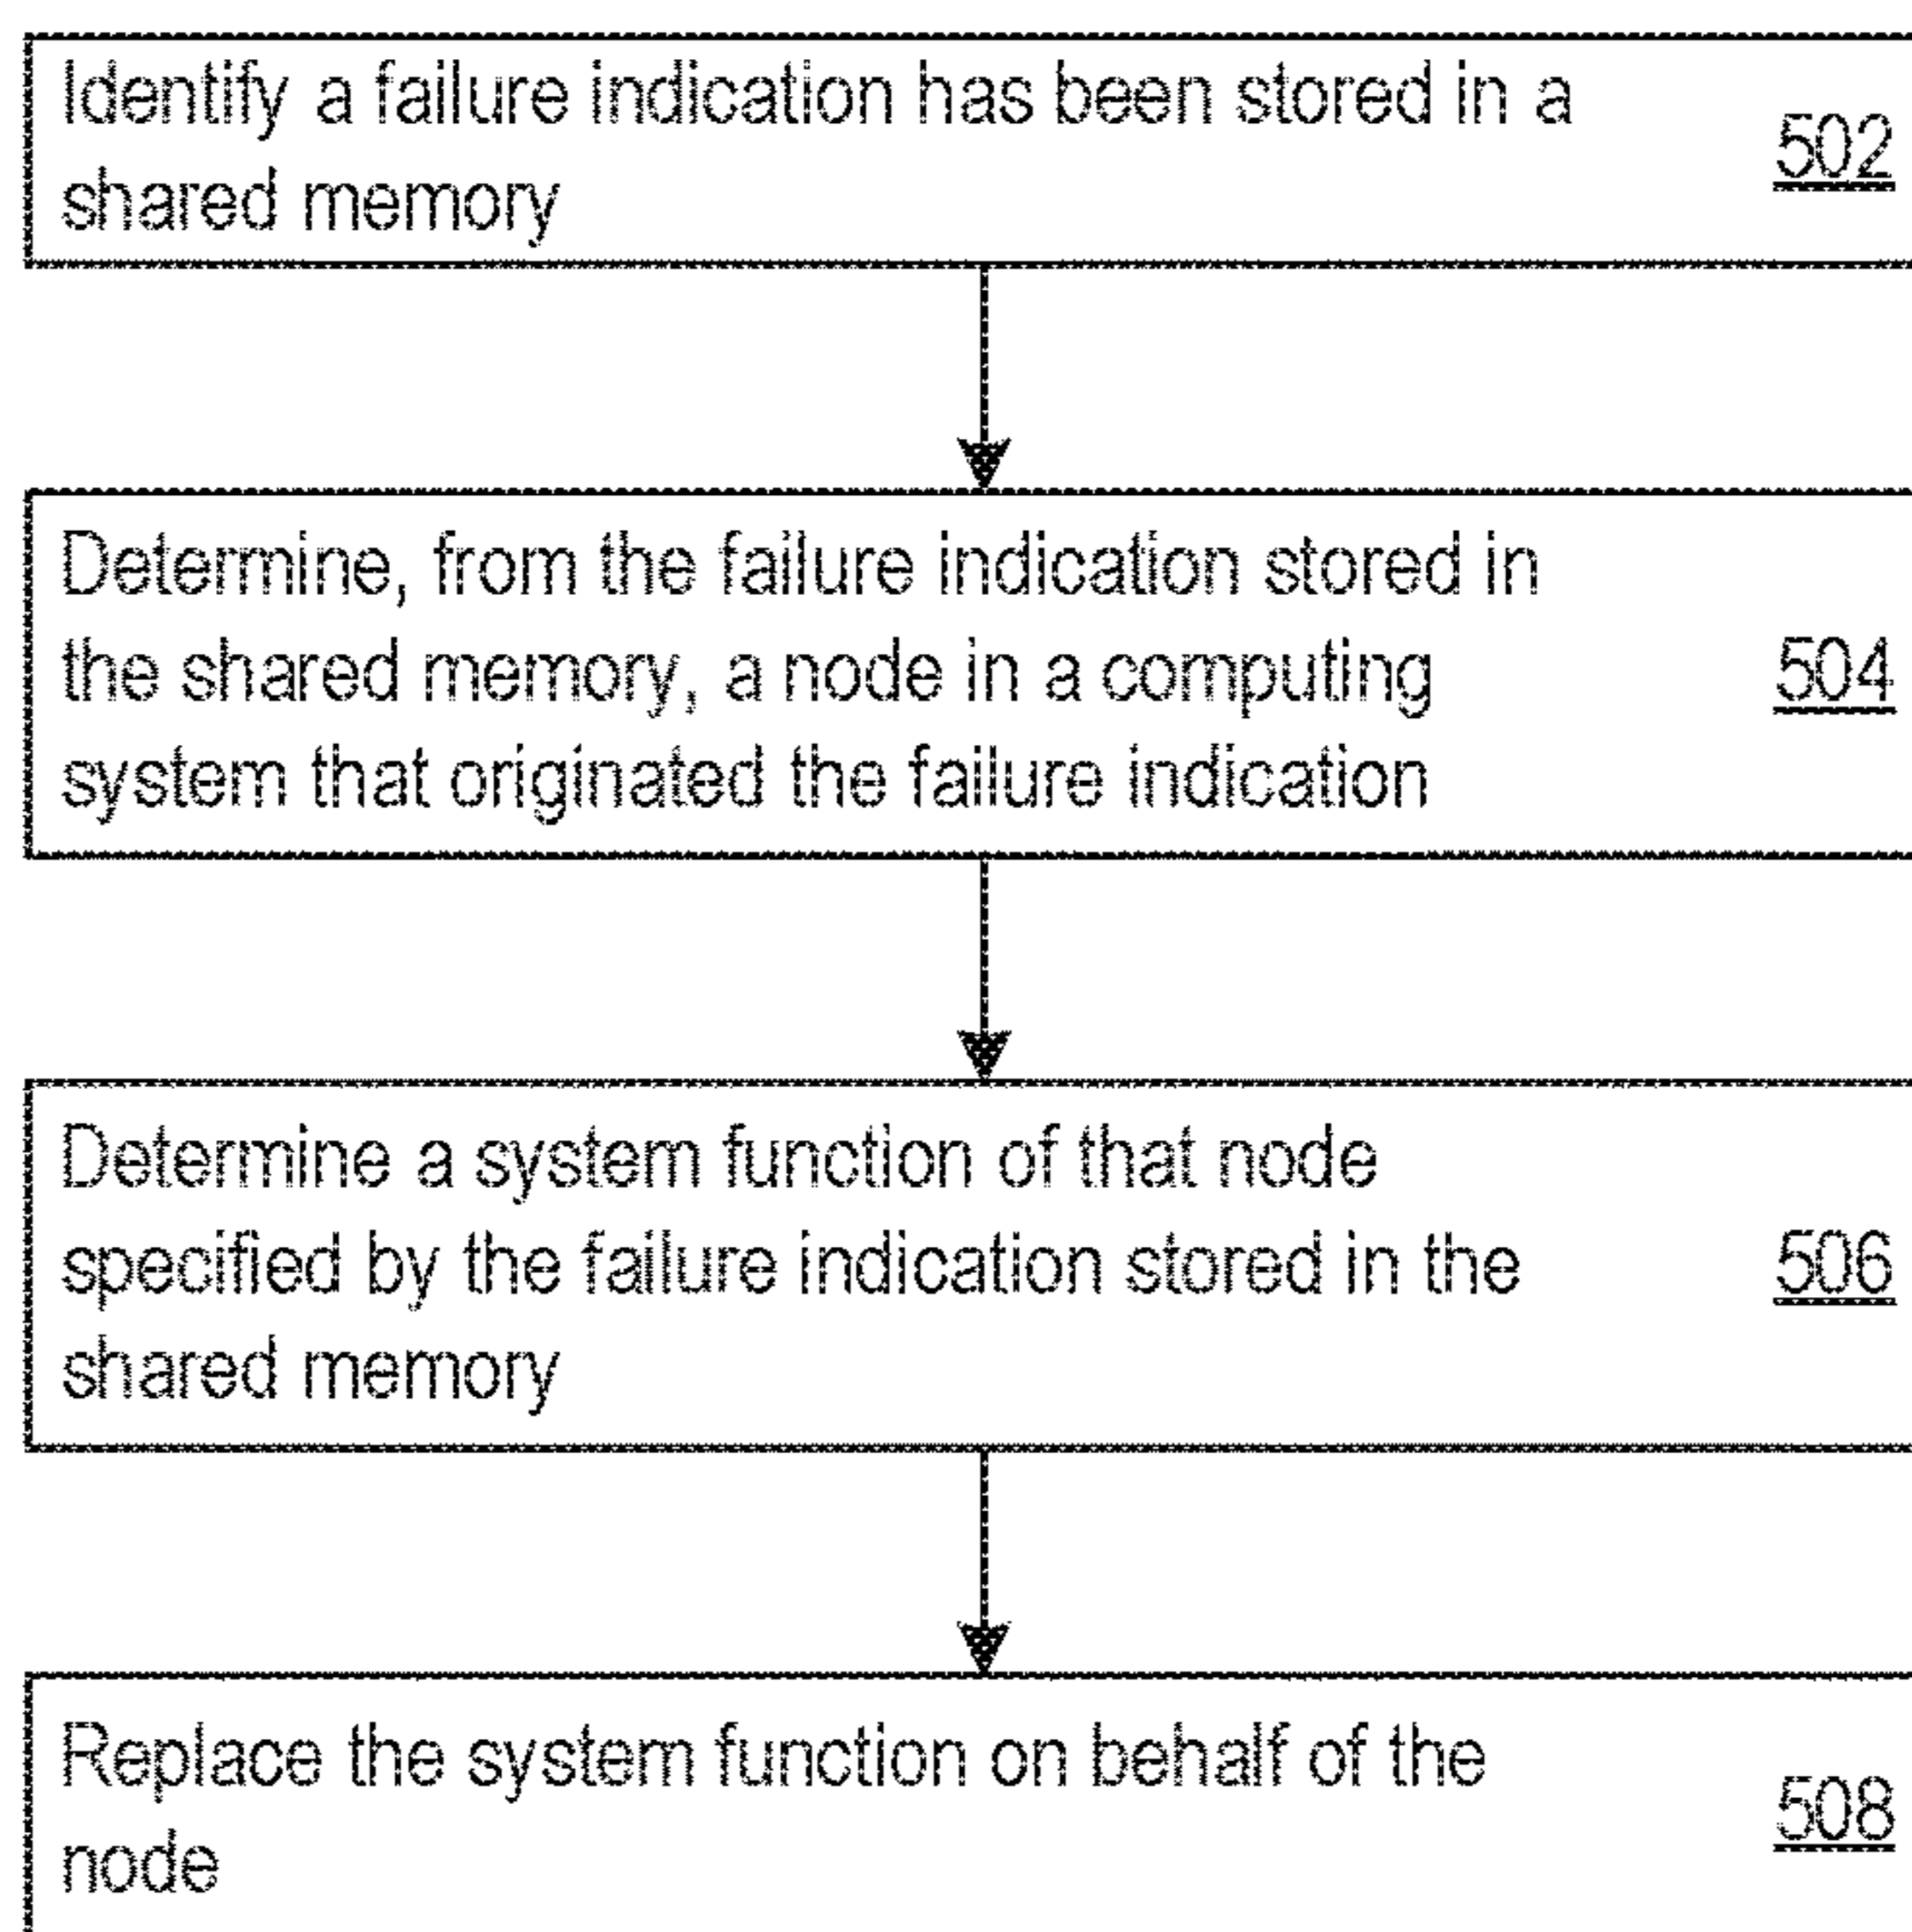 Identify a failure indication has been stored in a
shared memory
502
Determine, from the failure indication stored in
the shared memory, a node in a computing
system that originated the failure indication
504
Determine a system function of that node
specified by the failure indication stored in the
shared memory
506
Replace the system function on behalf of the
node
508